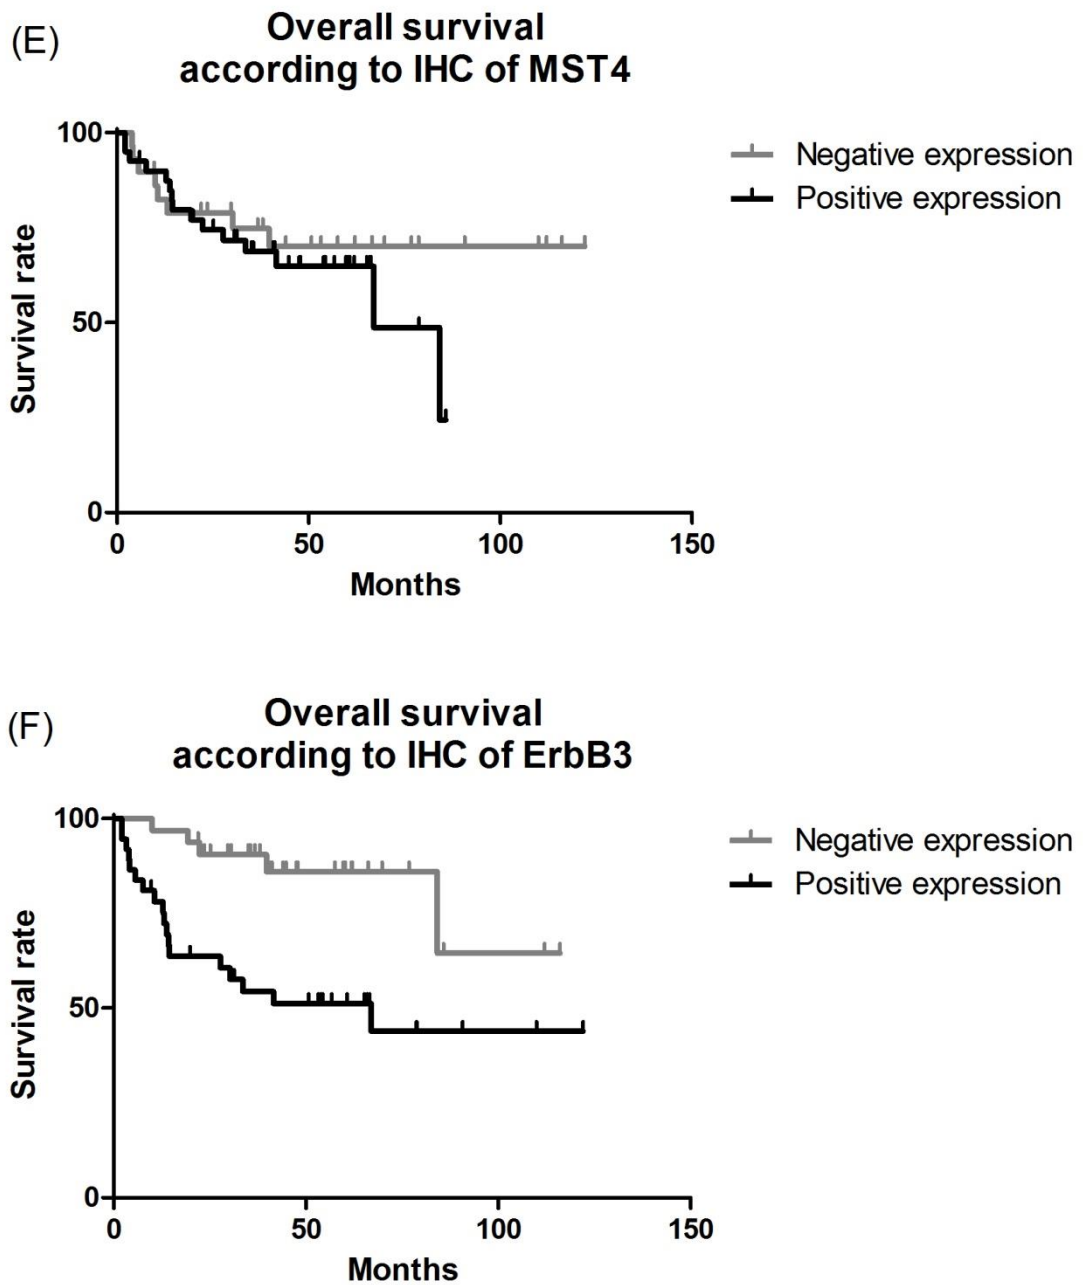 (E)
Overall survival
according to IHC of MST4
100
50
0
Survival rate
0 50 100 150
Months
Negative expression
Positive expression
(F)
Overall survival
according to IHC of ErbB3
100
50
0
Survival rate
0 50 100 150
Months
Negative expression
Positive expression